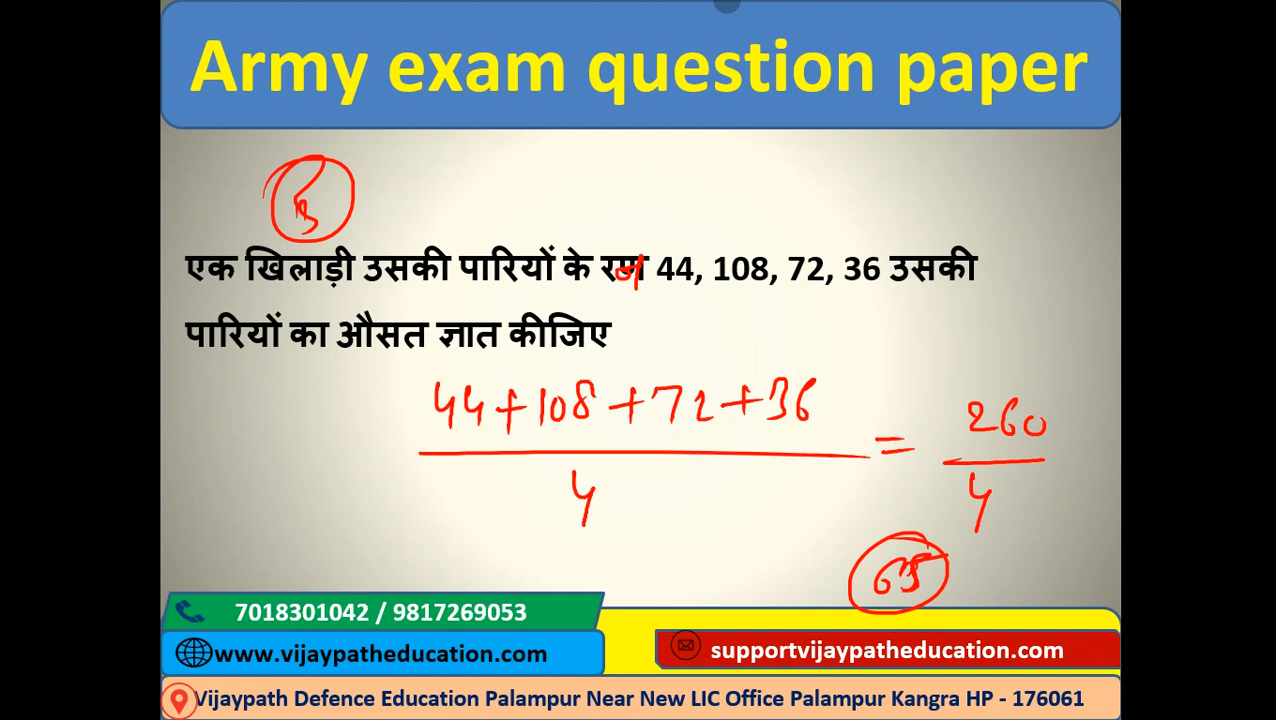 Army exam question paper
एक खिलाड़ी उसकी पारियों के रन 44, 108, 72, 36 उसकी
पारियों का औसत ज्ञात कीजिए
44+108+72+36
4
=
260
4
65
7018301042 / 9817269053
www.vijaypatheducation.com
supportvijaypatheducation.com
Vijaypath Defence Education Palampur Near New LIC Office Palampur Kangra HP - 176061